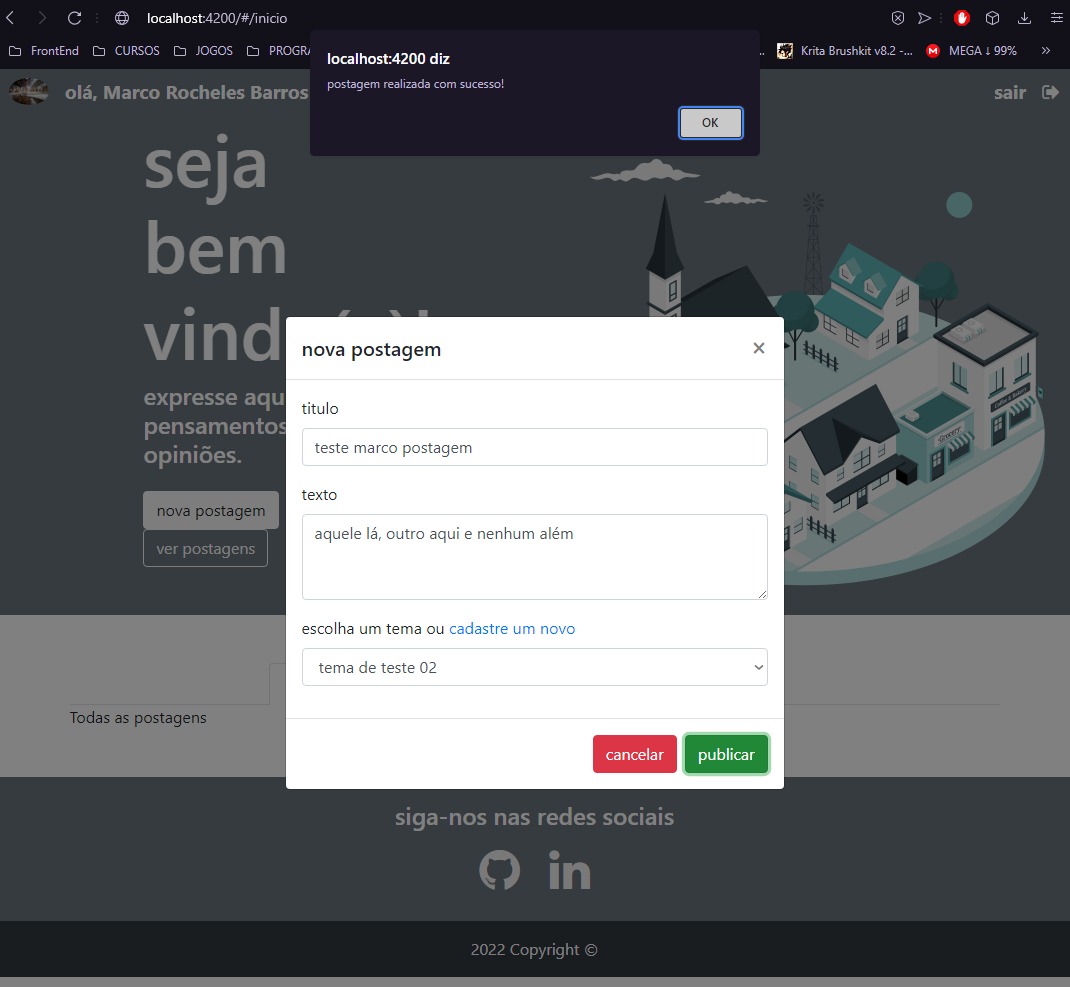 localhost:4200/#/inicio
FrontEnd
CURSOS
JOGOS
PROGRA
...
Krita Brushkit v8.2 -...
MEGA ↓ 99%
»
localhost:4200 diz
postagem realizada com sucesso!
OK
olá, Marco Rocheles Barros
sair
seja
bem
vind
expresse aqu
pensamentos
opiniões.
nova postagem
ver postagens
Grocery
Coffee & Bakery
nova postagem
×
titulo
teste marco postagem
texto
aquele lá, outro aqui e nenhum além
escolha um tema ou cadastre um novo
tema de teste 02
cancelar
publicar
Todas as postagens
siga-nos nas redes sociais
in
2022 Copyright ©